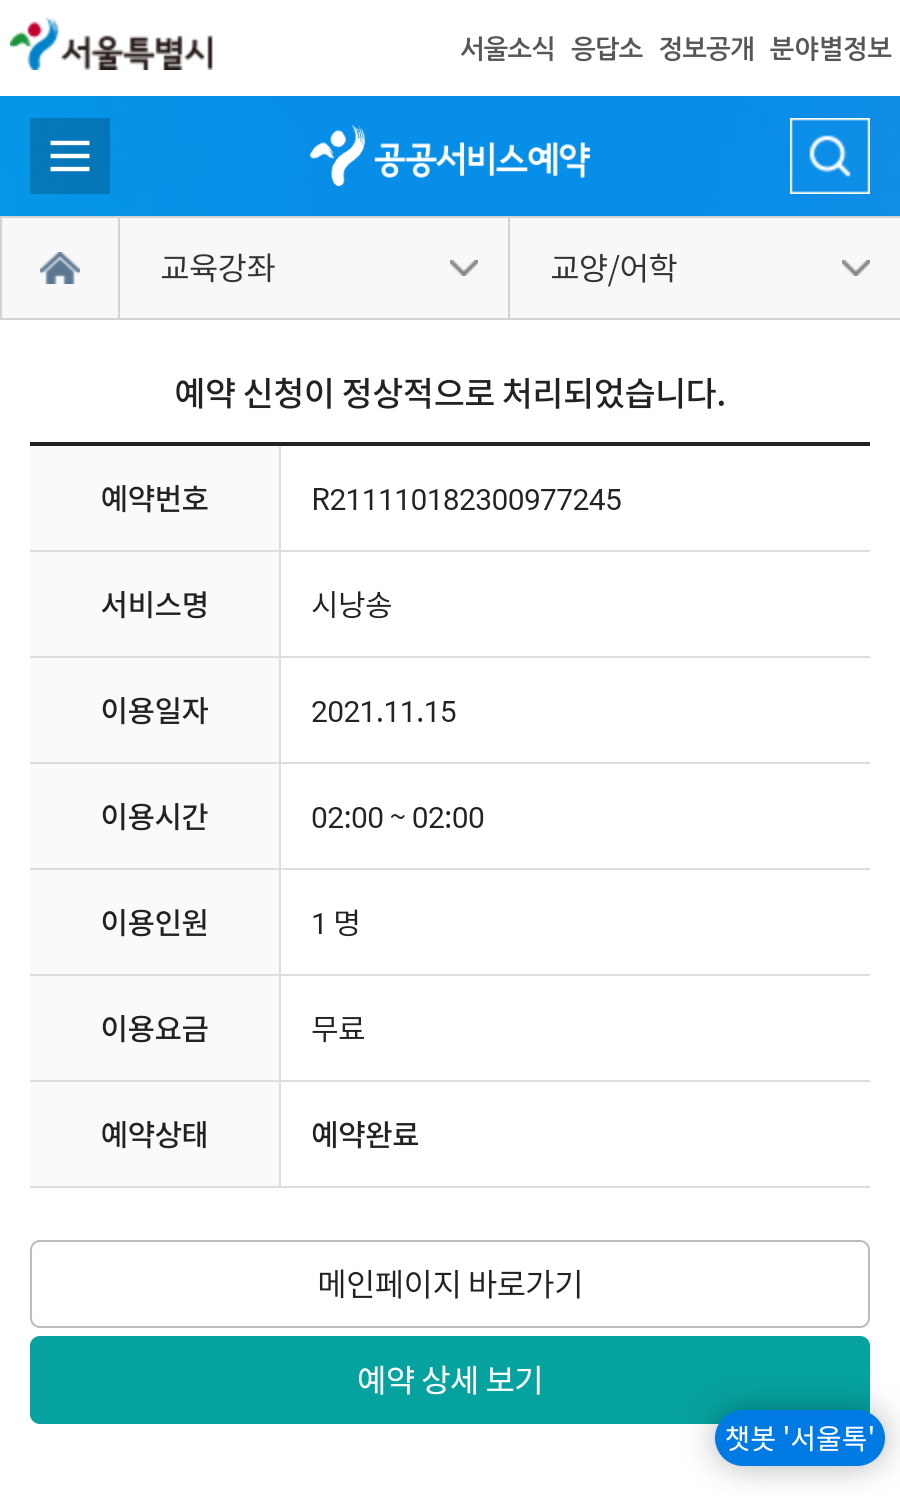 서울특별시
서울소식 응답소 정보공개 분야별정보
공공서비스예약
교육강좌 교양/어학
예약 신청이 정상적으로 처리되었습니다.
예약번호 R211110182300977245
서비스명 시낭송
이용일자 2021.11.15
이용시간 02:00 ~ 02:00
이용인원 1 명
이용요금 무료
예약상태 예약완료
메인페이지 바로가기
예약 상세 보기
챗봇 '서울톡'